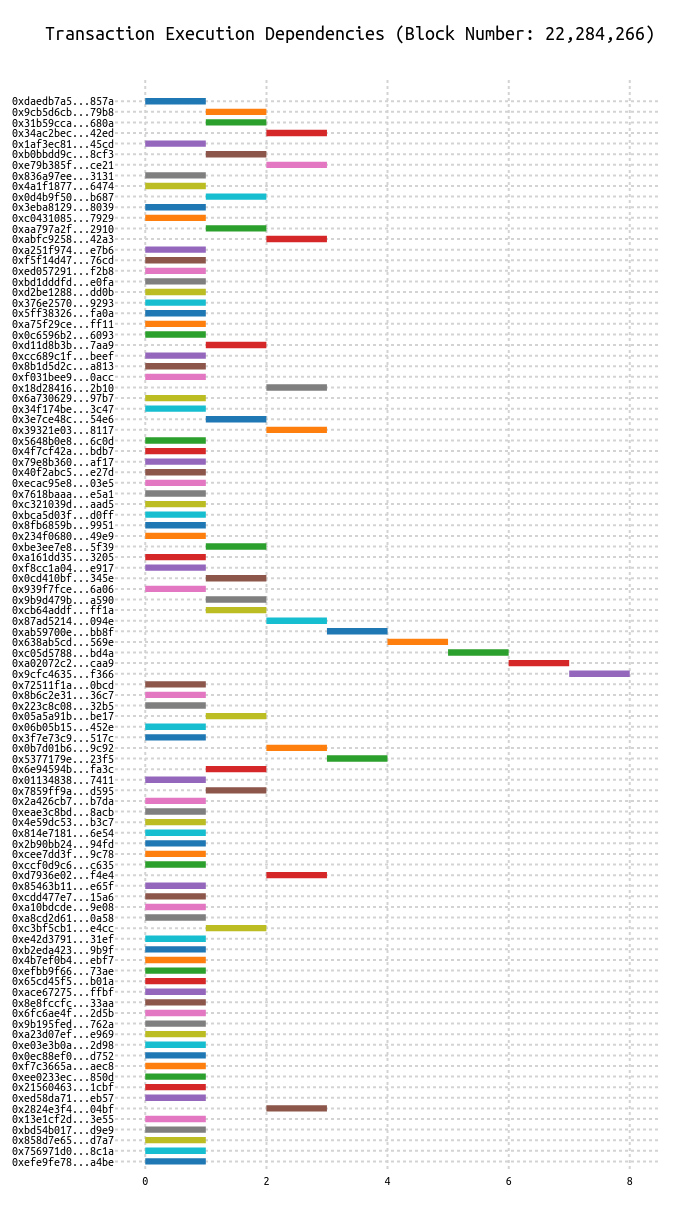 Transaction Execution Dependencies (Block Number: 22,284,266)
0xdaedb7a5...857a
0x9cb5d6cb...79b8
0x31b59cca...680a
0x34ac2bec...42ed
0x1af3ec81...45cd
0xb0bbdd9c...8cf3
0xe79b385f...ce21
0x836a97ee...3131
0x4a1f1877...6474
0x0d4b9f50...b687
0x3eba8129...8039
0xc0431085...7929
0xaa797a2f...2910
0xabfc9258...42a3
0xa251f974...e7b6
0xf5f14d47...76cd
0xed057291...f2b8
0xbd1dddfd...e0fa
0xd2be1288...dd0b
0x376e2570...9293
0x5ff38326...fa0a
0xa75f29ce...ff11
0x0c6596b2...6093
0xd11d8b3b...7aa9
0xcc689c1f...beef
0x8b1d5d2c...a813
0xf031bee9...0acc
0x18d28416...2b10
0x6a730629...97b7
0x34f174be...3c47
0x3e7ce48c...54e6
0x39321e03...8117
0x5648b0e8...6c0d
0x4f7cf42a...bdb7
0x79e8b360...af17
0x40f2abc5...e27d
0xecac95e8...03e5
0x7618baaa...e5a1
0xc321039d...aad5
0xbca5d03f...d0ff
0x8fb6859b...9951
0x234f0680...49e9
0xbe3ee7e8...5f39
0xa161dd35...3205
0xf8cc1a04...e917
0x0cd410bf...345e
0x939f7fce...6a06
0x9b9d479b...a590
0xcb64addf...ff1a
0x87ad5214...094e
0xab59700e...bb8f
0x638ab5cd...569e
0xc05d5788...bd4a
0xa02072c2...caa9
0x9cfc4635...f366
0x72511f1a...0bcd
0x8b6c2e31...36c7
0x223c8c08...32b5
0x05a5a91b...be17
0x06b05b15...452e
0x3f7e73c9...517c
0x0b7d01b6...9c92
0x5377179e...23f5
0x6e94594b...fa3c
0x01134838...7411
0x7859ff9a...d595
0x2a426cb7...b7da
0xeae3c8bd...8acb
0x4e59dc53...b3c7
0x814e7181...6e54
0x2b90bb24...94fd
0xcee7dd3f...9c78
0xccf0d9c6...c635
0xd7936e02...f4e4
0x85463b11...e65f
0xcdd477e7...15a6
0xa10bdcde...9e08
0xa8cd2d61...0a58
0xc3bf5cb1...e4cc
0xe42d3791...31ef
0xb2eda423...9b9f
0x4b7ef0b4...ebf7
0xefbb9f66...73ae
0x65cd45f5...b01a
0xace67275...ffbf
0x8e8fccfc...33aa
0x6fc6ae4f...2d5b
0x9b195fed...762a
0xa23d07ef...e969
0xe03e3b0a...2d98
0x0ec88ef0...d752
0xf7c3665a...aec8
0xee0233ec...850d
0x21560463...1cbf
0xed58da71...eb57
0x2824e3f4...04bf
0x13e1cf2d...3e55
0xbd54b017...d9e9
0x858d7e65...d7a7
0x756971d0...8c1a
0xefe9fe78...a4be
0 2 4 6 8